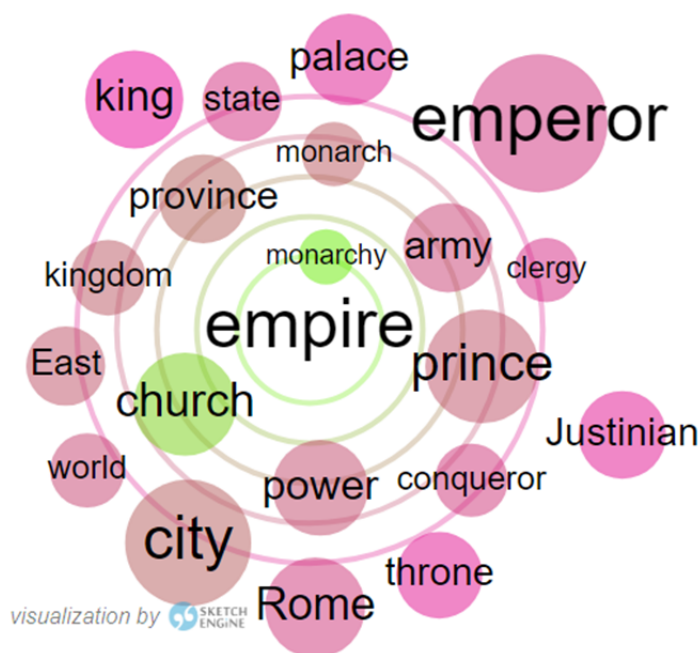 palace
king
state
emperor
monarch
province
monarchy
army
clergy
kingdom
empire
East
prince
church
Justinian
world
power
conqueror
city
throne
Rome
visualization by SKETCH ENGINE